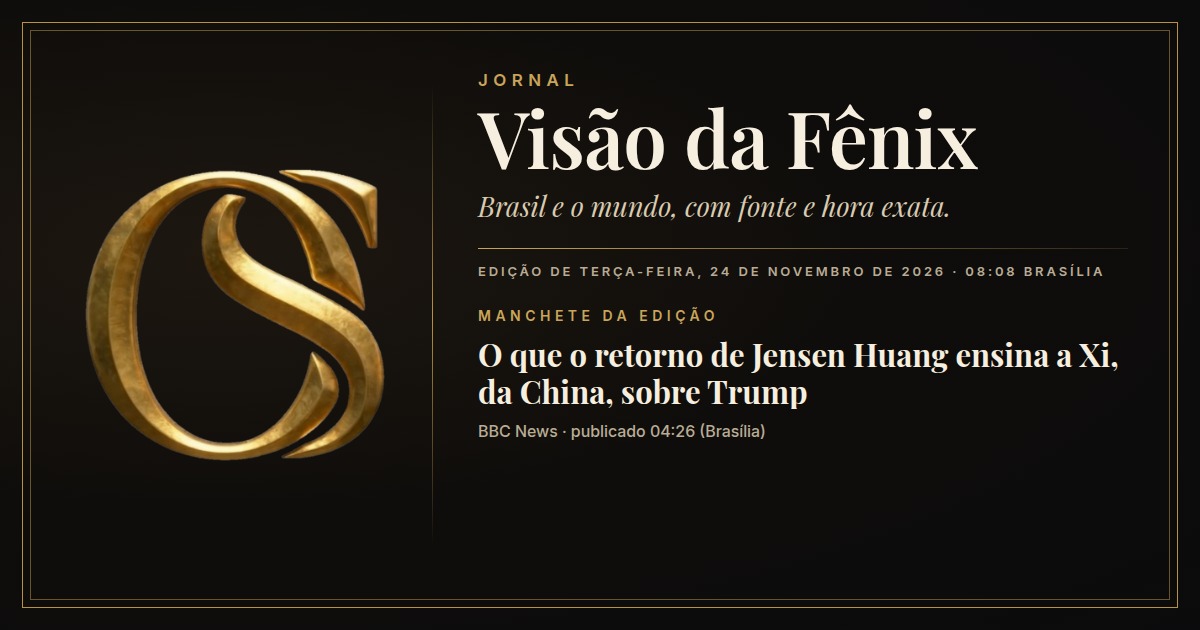 JORNAL
Visão da Fênix
Brasil e o mundo, com fonte e hora exata.
EDIÇÃO DE TERÇA-FEIRA, 24 DE NOVEMBRO DE 2026 · 08:08 BRASÍLIA
MANCHETE DA EDIÇÃO
O que o retorno de Jensen Huang ensina a Xi,
da China, sobre Trump
BBC News · publicado 04:26 (Brasília)